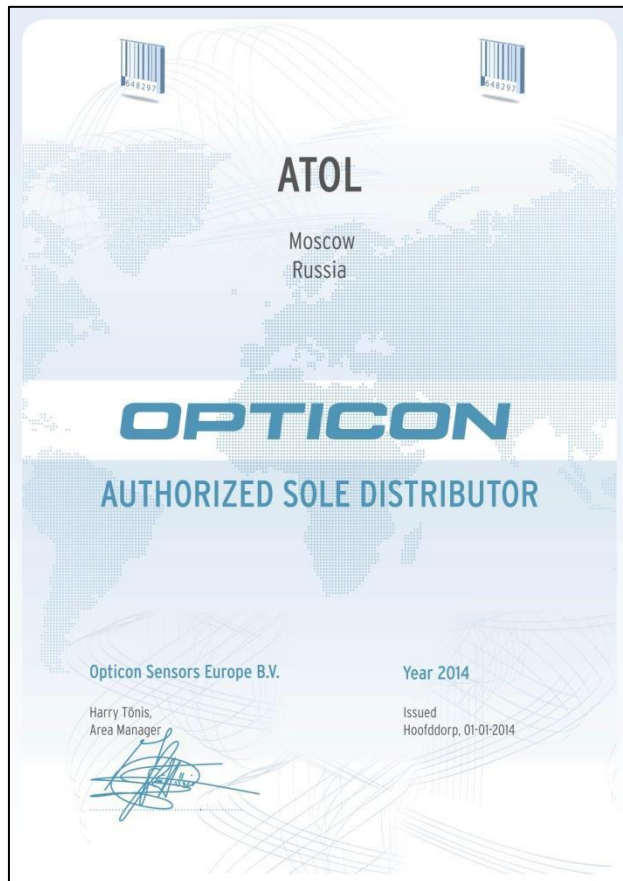 648297
648297
ATOL
Moscow
Russia
OPTICON
AUTHORIZED SOLE DISTRIBUTOR
Opticon Sensors Europe B.V.
Year 2014
Harry Tõnis,
Area Manager
Issued
Hoofddorp, 01-01-2014